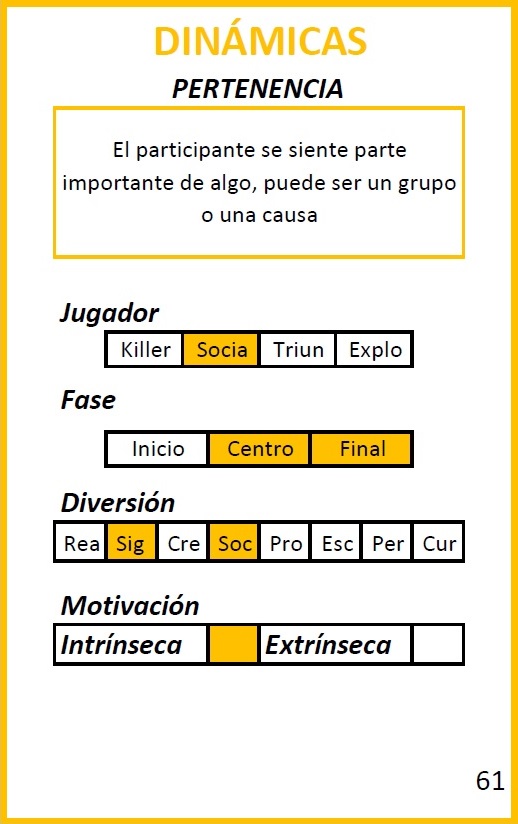 DINÁMICAS
PERTENENCIA
El participante se siente parte
importante de algo, puede ser un grupo
o una causa
Jugador
Killer Socia Triun Explo
Fase
Inicio Centro Final
Diversión
Rea Sig Cre Soc Pro Esc Per Cur
Motivación
Intrínseca Extrínseca
61